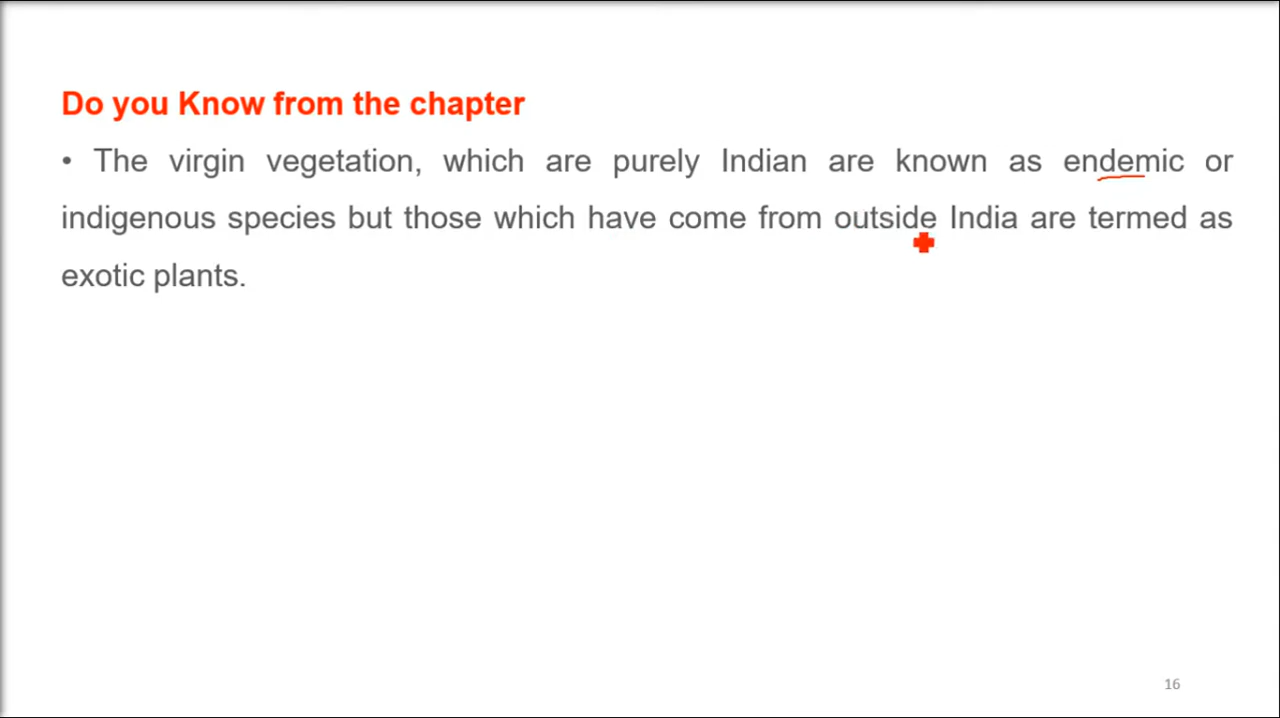 Do you Know from the chapter
• The virgin vegetation, which are purely Indian are known as endemic or
indigenous species but those which have come from outside India are termed as
exotic plants.
16